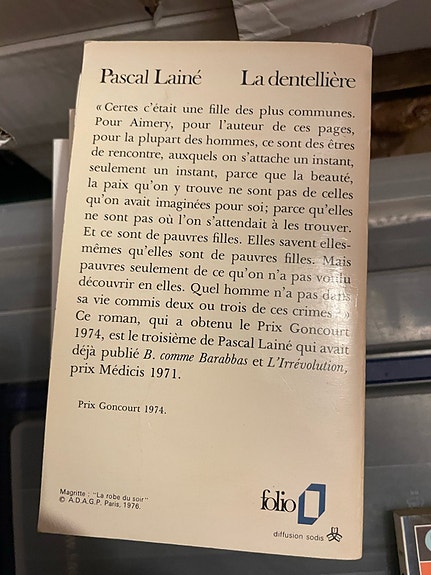 Pascal Lainé La dentellière
« Certes c'était une fille des plus communes.
Pour Aimery, pour l'auteur de ces pages,
pour la plupart des hommes, ce sont des êtres
de rencontre, auxquels on s'attache un instant,
seulement un instant, parce que la beauté,
la paix qu'on y trouve ne sont pas de celles
qu'on avait imaginées pour soi; parce qu'elles
ne sont pas où l'on s'attendait à les trouver.
Et ce sont de pauvres filles. Elles savent elles-
mêmes qu'elles sont de pauvres filles. Mais
pauvres seulement de ce qu'on n'a pas voulu
découvrir en elles. Quel homme n'a pas dans
sa vie commis deux ou trois de ces crimes? »
Ce roman, qui a obtenu le Prix Goncourt
1974, est le troisième de Pascal Lainé qui avait
déjà publié B. comme Barabbas et L'Irrévolution,
prix Médicis 1971.
Prix Goncourt 1974.
Magritte : "La robe du soir"
© A.D.A.G.P. Paris, 1976.
folio
diffusion sodis